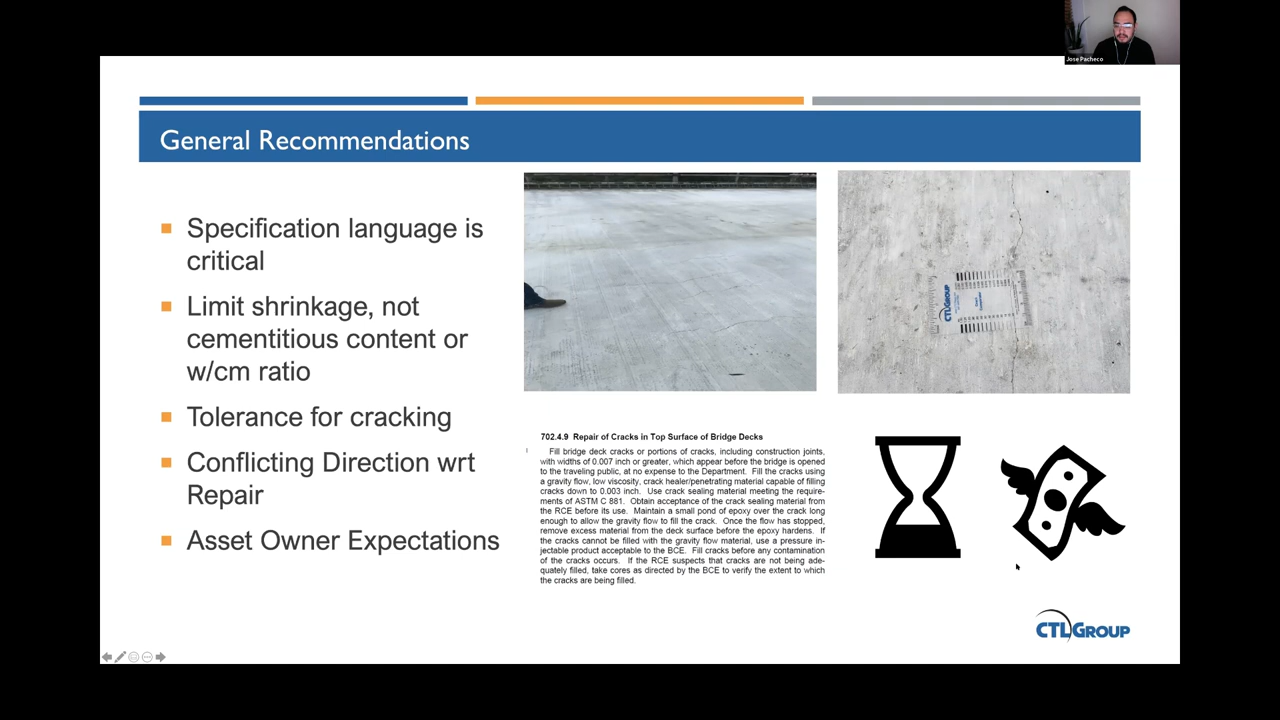 Jose Pacheco
General Recommendations
Specification language is
critical
Limit shrinkage, not
cementitious content or
w/cm ratio
Tolerance for cracking
Conflicting Direction wrt
Repair
Asset Owner Expectations
CTLGROUP
702.4.9 Repair of Cracks in Top Surface of Bridge Decks
Fill bridge deck cracks or portions of cracks, including construction joints,
with widths of 0.007 inch or greater, which appear before the bridge is opened
to the traveling public, at no expense to the Department. Fill the cracks using
a gravity flow, low viscosity, crack healer/penetrating material capable of filling
cracks down to 0.003 inch. Use crack sealing material meeting the require-
ments of ASTM C 881. Obtain acceptance of the crack sealing material from
the RCE before its use. Maintain a small pond of epoxy over the crack long
enough to allow the gravity flow to fill the crack. Once the flow has stopped,
remove excess material from the deck surface before the epoxy hardens. If
the cracks cannot be filled with the gravity flow material, use a pressure in-
jectable product acceptable to the BCE. Fill cracks before any contamination
of the cracks occurs. If the RCE suspects that cracks are not being ade-
quately filled, take cores as directed by the BCE to verify the extent to which
the cracks are being filled.
CTLGROUP